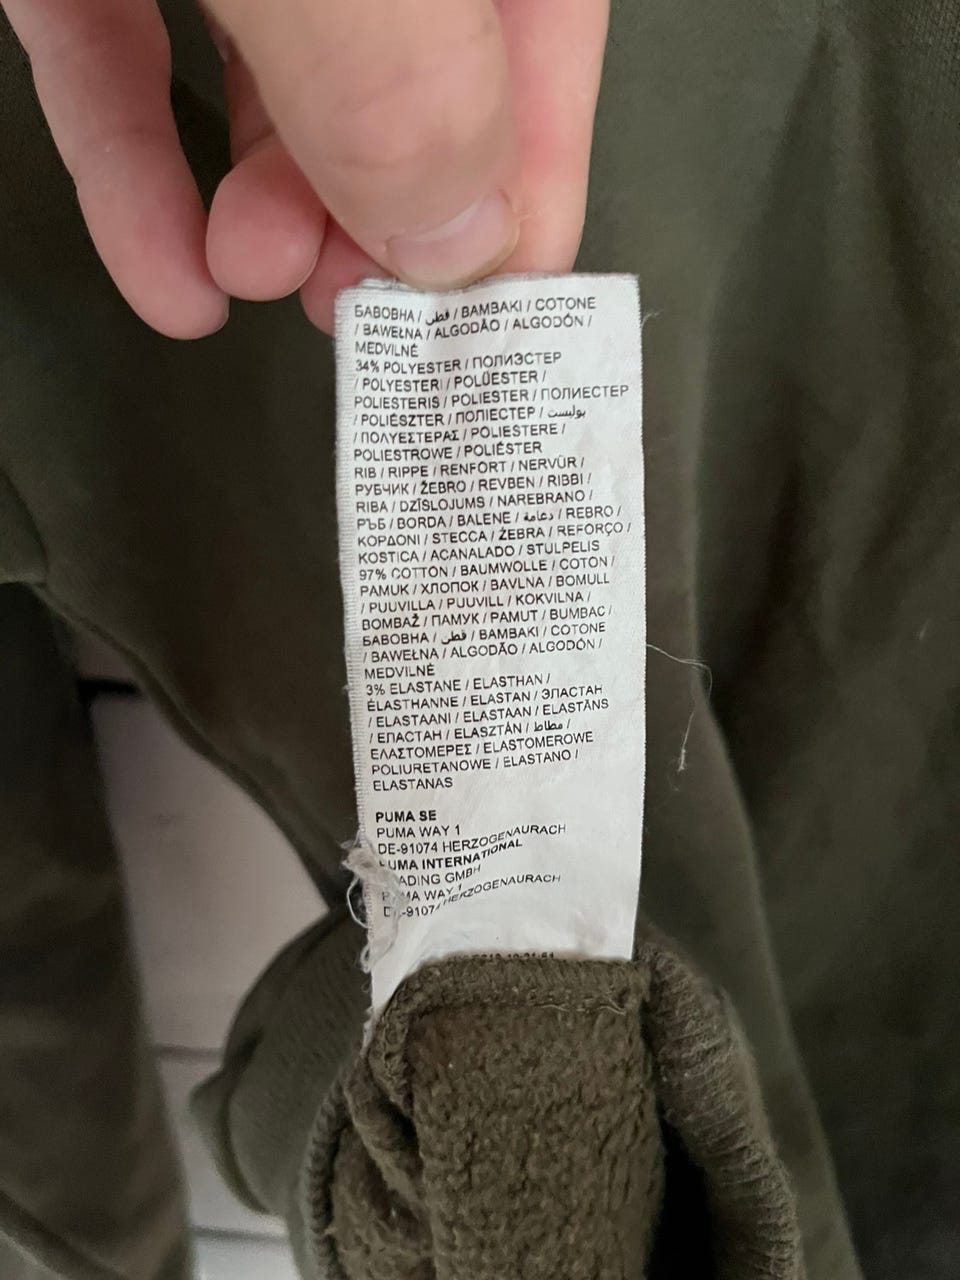 БАВОВНА / قطن / BAMBAKI / COTONE
/ BAWEŁNA / ALGODÃO / ALGODÓN /
MEDVILNĖ
34% POLYESTER / ПОЛИЭСТЕР
/ POLYESTERI / POLÜESTER /
POLIESTERIS / POLIESTER / ПОЛИЕСТЕР
/ POLIÉSZTER / ПОЛІЕСТЕР / بوليستر
/ ΠΟΛΥΕΣΤΕΡΑΣ / POLIESTERE /
POLIESTROWE / POLIÉSTER
RIB / RIPPE / RENFORT / NERVÜR /
РУБЧИК / ŽEBRO / REVBEN / RIBBI /
RIBA / DZĪSLOJUMS / NAREBRANO /
РЪБ / BORDA / BALENE / دعامة / REBRO /
ΚΟΡΔΟΝΙ / STECCA / ŻEBRA / REFORÇO /
KOSTICA / ACANALADO / STULPELIS
97% COTTON / BAUMWOLLE / COTON /
PAMUK / ХЛОПОК / BAVLNA / BOMULL
/ PUUVILLA / PUUVILL / KOKVILNA /
BOMBAŽ / ПАМУК / PAMUT / BUMBAC /
БАВОВНА / قطن / BAMBAKI / COTONE
/ BAWEŁNA / ALGODÃO / ALGODÓN /
MEDVILNĖ
3% ELASTANE / ELASTHAN /
ÉLASTHANNE / ELASTAN / ЭЛАСТАН
/ ELASTAANI / ELASTAAN / ELASTĀNS
/ ЕЛАСТАН / ELASZTÁN / مطاط /
ΕΛΑΣΤΟΜΕΡΕΣ / ELASTOMEROWE
POLIURETANOWE / ELASTANO /
ELASTANAS
PUMA SE
PUMA WAY 1
DE-91074 HERZOGENAURACH
PUMA INTERNATIONAL
ADING GMBH
PUMA WAY 1
DE-91074 HERZOGENAURACH